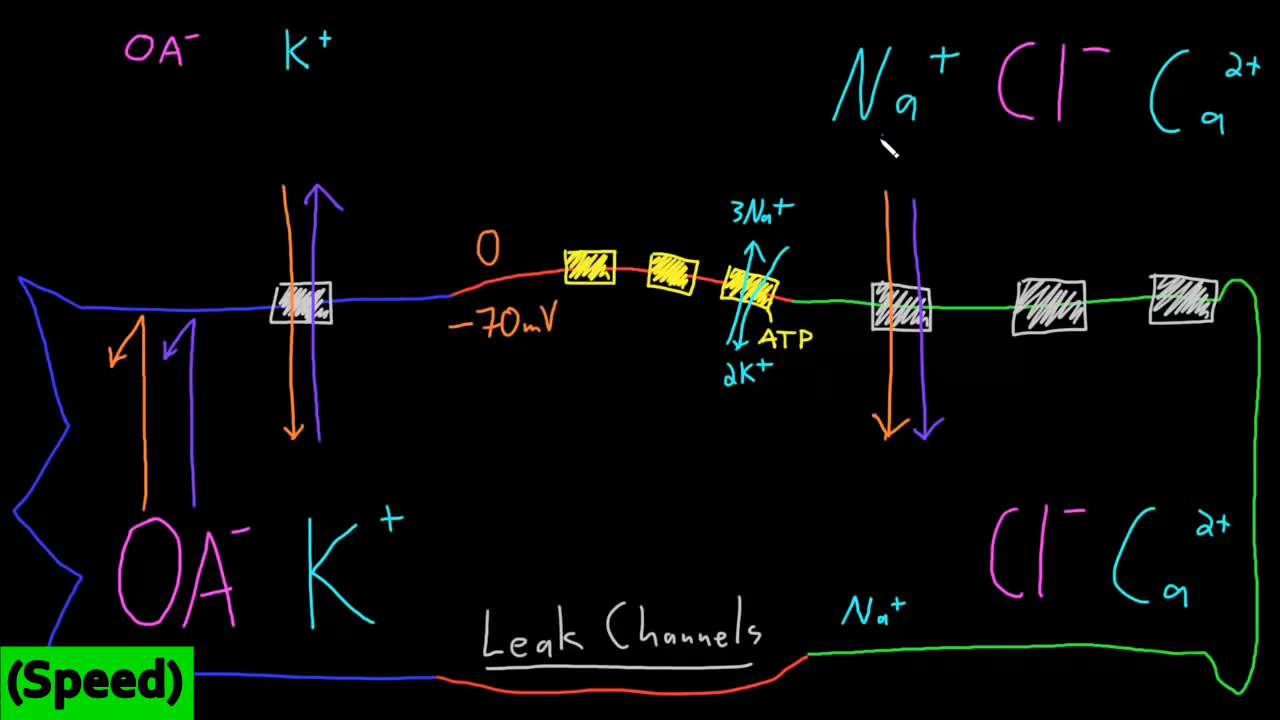 OA⁻ K⁺ Na⁺ Cl⁻ Ca²⁺
3Na⁺
0
-70mV
ATP
2K⁺
OA⁻ K⁺ Na⁺ Cl⁻ Ca²⁺
Leak Channels
(Speed)